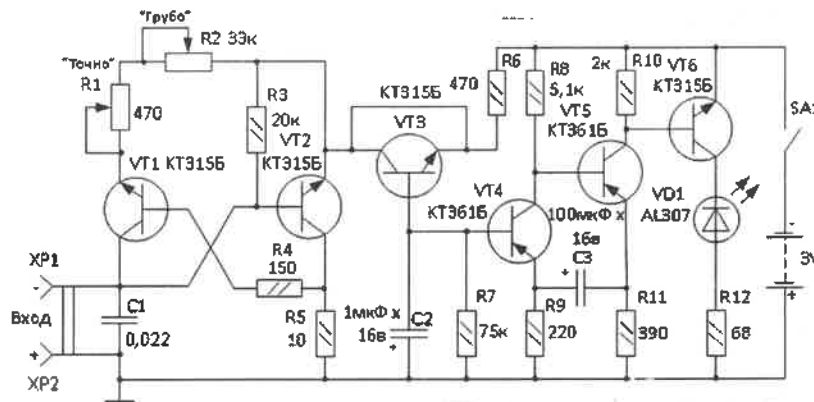 "Грубо"
R2 33к
"Точно"
R1
470
R3
20к
VT1 КТ315Б
VT2
КТ315Б
КТ315Б
VT3
R6
470
R8
5,1к
VT5
КТ361Б
2к
R10
VT6
КТ315Б
SA1
VT4
КТ361Б
100мкФ х
16в
C3
VD1
AL307
R4
150
R5
10
XP1
-
Вход
+
XP2
C1
0,022
1мкФ х
16в
+
C2
R7
75к
+
R9
220
R11
390
R12
68
-
3V
+